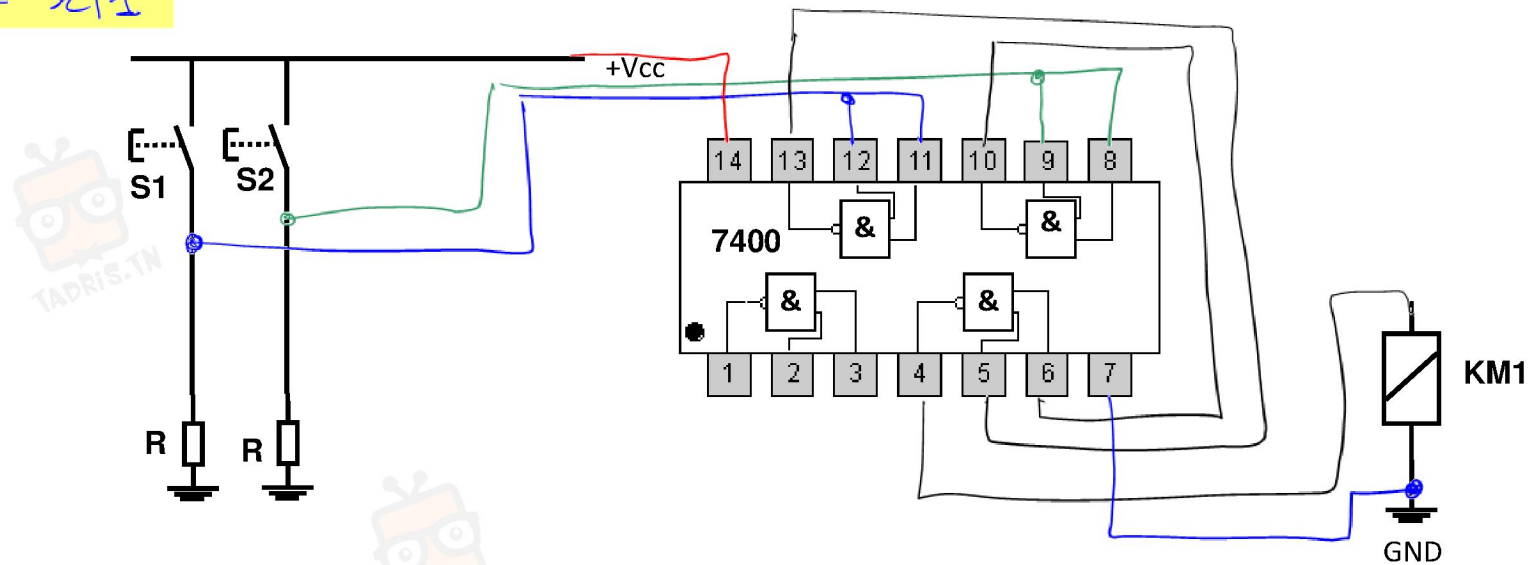 +Vcc
14 13 12 11 10 9 8
S1
S2
& &
7400
& &
1 2 3 4 5 6 7
KM1
R
R
GND
TADRIS.TN